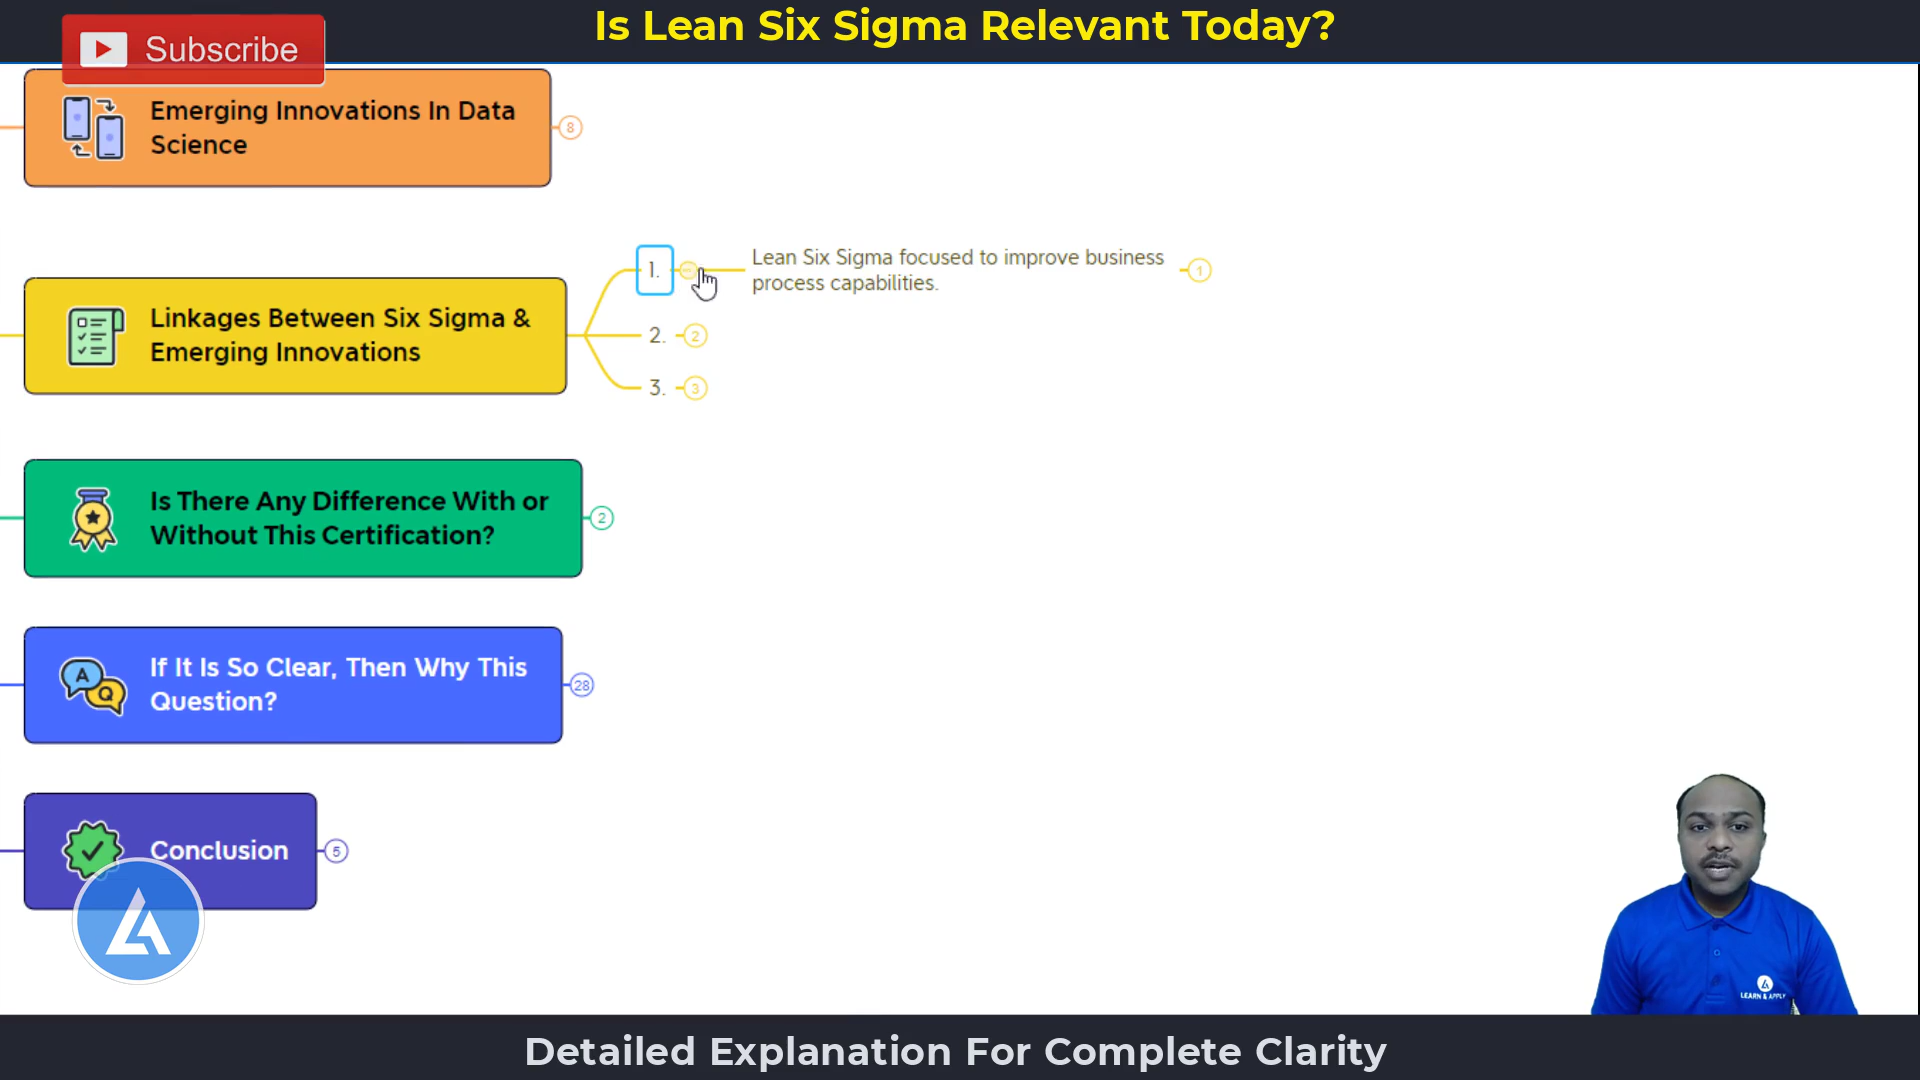 Is Lean Six Sigma Relevant Today?
Subscribe
Emerging Innovations In Data
Science
8
Linkages Between Six Sigma &
Emerging Innovations
1.
Lean Six Sigma focused to improve business
process capabilities.
1
2.
2
3.
3
Is There Any Difference With or
Without This Certification?
2
A
Q
If It Is So Clear, Then Why This
Question?
28
Conclusion
5
LEARN & APPLY
Detailed Explanation For Complete Clarity